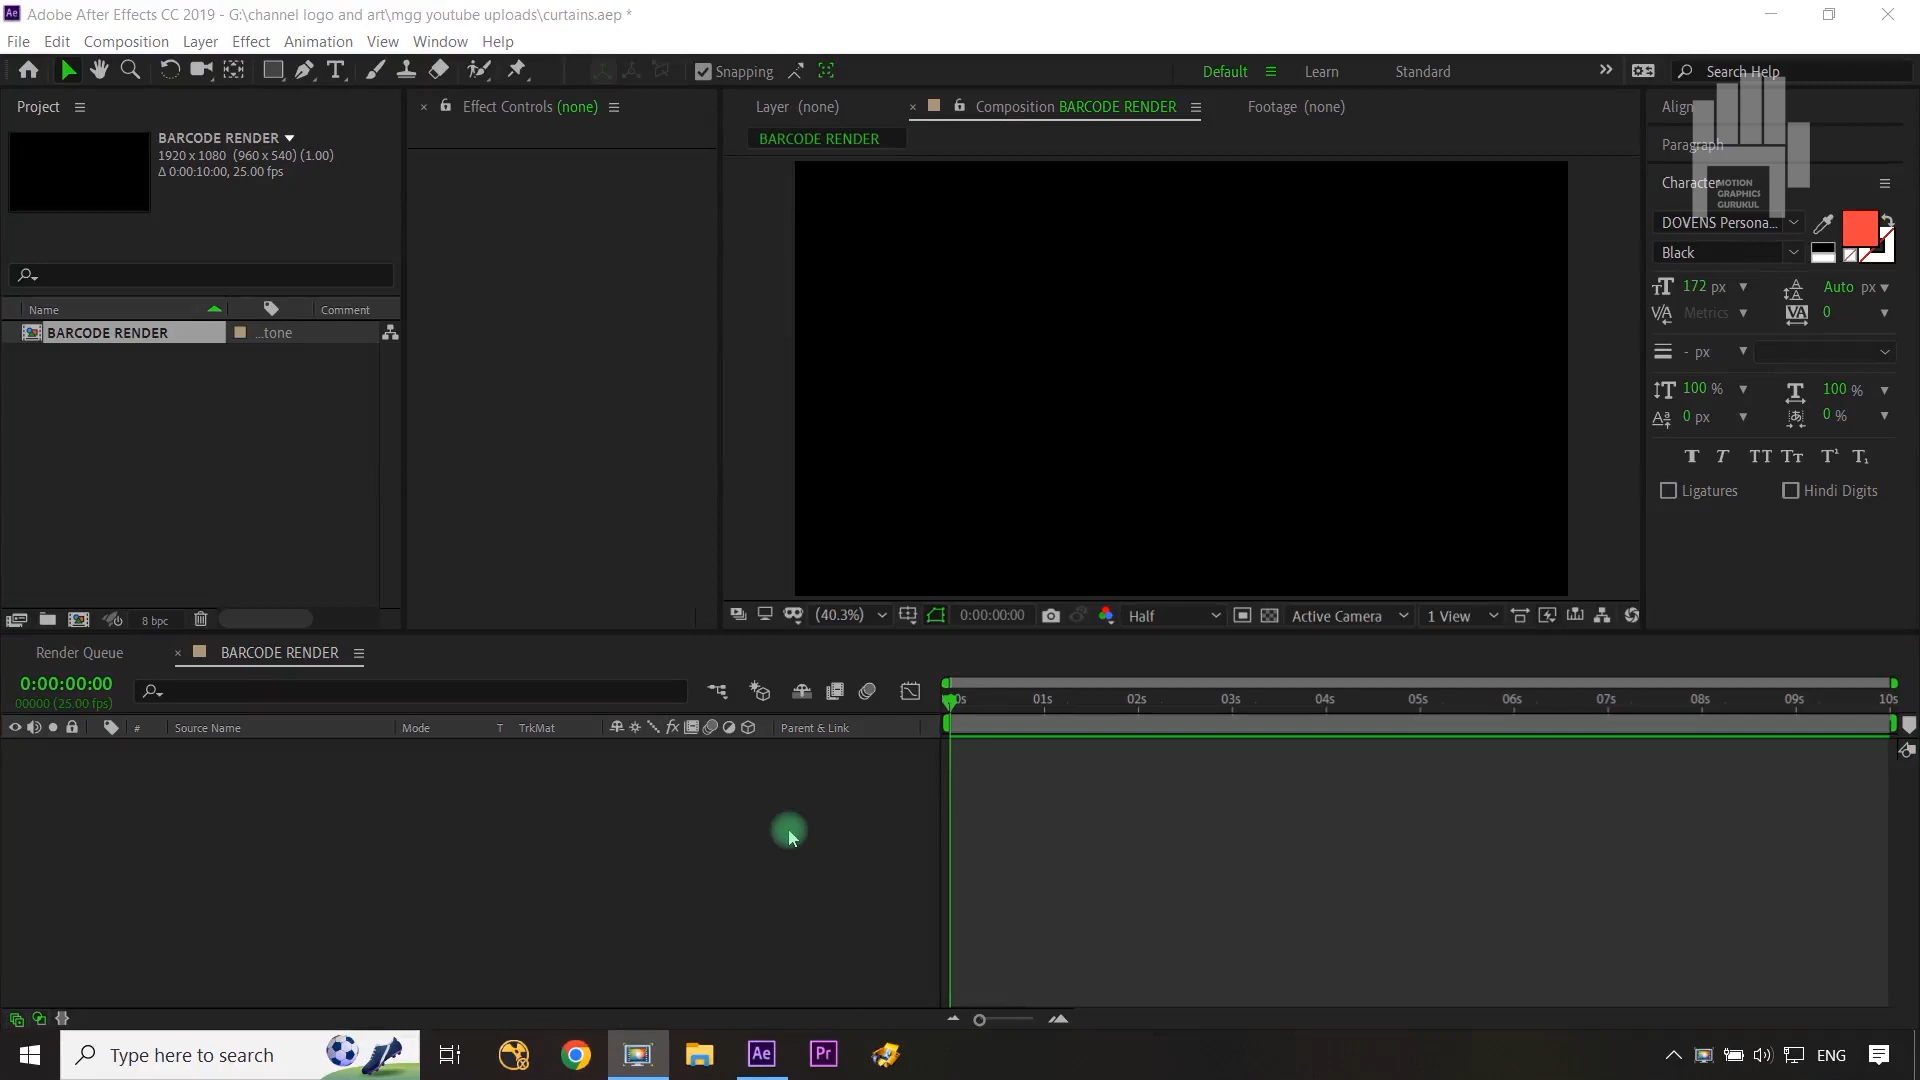 Adobe After Effects CC 2019 - G:\channel logo and art\mgg youtube uploads\curtains.aep *
File Edit Composition Layer Effect Animation View Window Help
Snapping Default Learn Standard Search Help
Project Effect Controls (none) Layer (none) Composition BARCODE RENDER Footage (none) Align
BARCODE RENDER
BARCODE RENDER
1920 x 1080 (960 x 540) (1.00)
Δ 0:00:10:00, 25.00 fps
Paragraph
Character
MOTION
GRAPHICS
GURUKUL
DOVENS Persona...
Black
172 px Auto px
Metrics 0
- px
100 % 100 %
0 px 0 %
T T TT Tт T¹ T₁
Ligatures Hindi Digits
Name Comment
BARCODE RENDER ...tone
8 bpc
(40.3%) 0:00:00:00 Half Active Camera 1 View
Render Queue BARCODE RENDER
0:00:00:00
00000 (25.00 fps)
00s 01s 02s 03s 04s 05s 06s 07s 08s 09s 10s
# Source Name Mode T TrkMat fx Parent & Link
Type here to search Ae Pr ENG